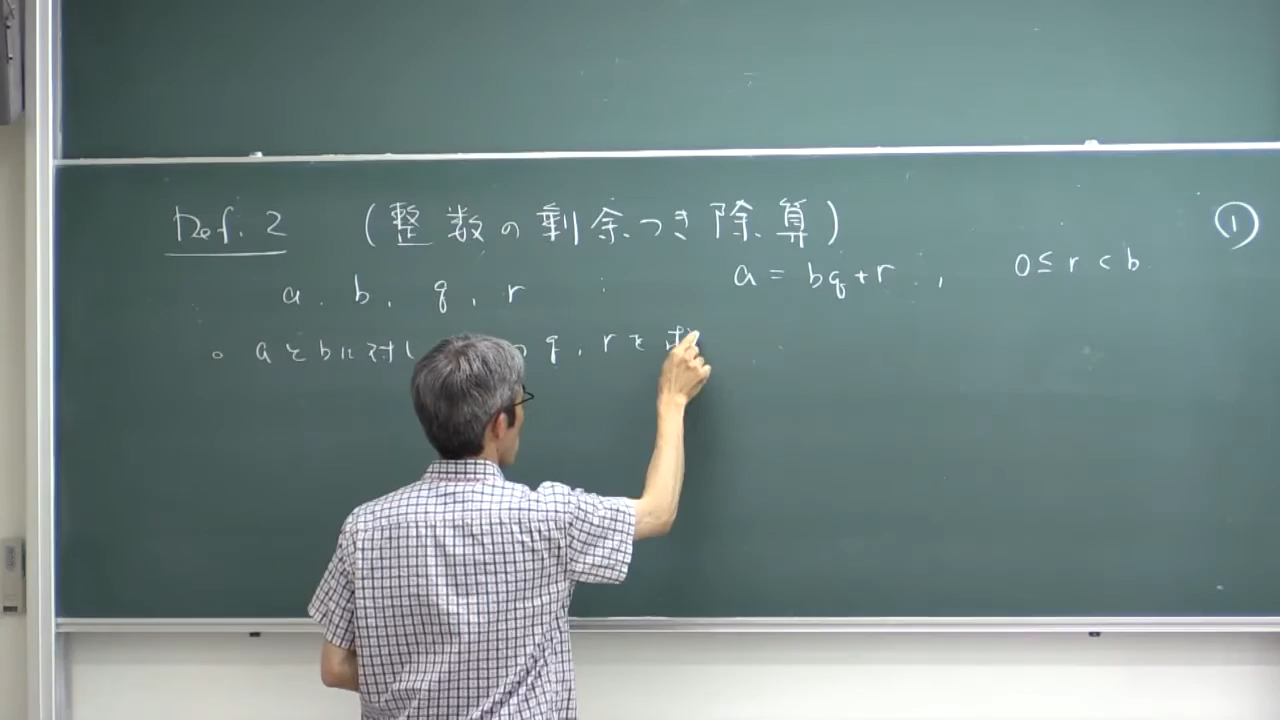 Def. 2 (整数の剰余つき除算) ①
a = bq + r , 0 ≤ r < b
a, b, q, r
。 aとbに対し q, r を求